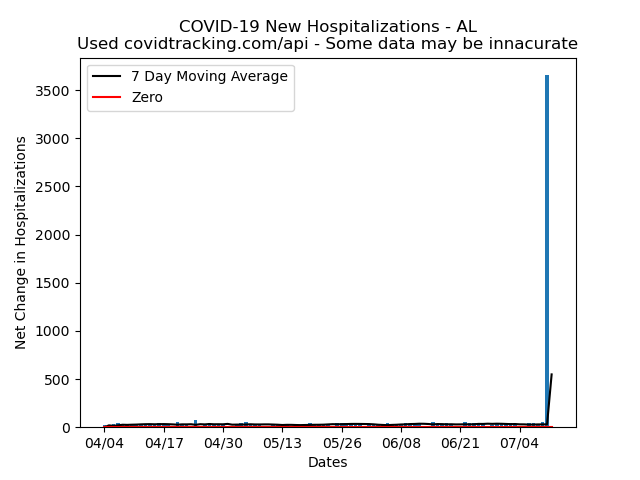 COVID-19 New Hospitalizations - AL
Used covidtracking.com/api - Some data may be innacurate
7 Day Moving Average
Zero
Net Change in Hospitalizations
3500
3000
2500
2000
1500
1000
500
0
04/04 04/17 04/30 05/13 05/26 06/08 06/21 07/04
Dates